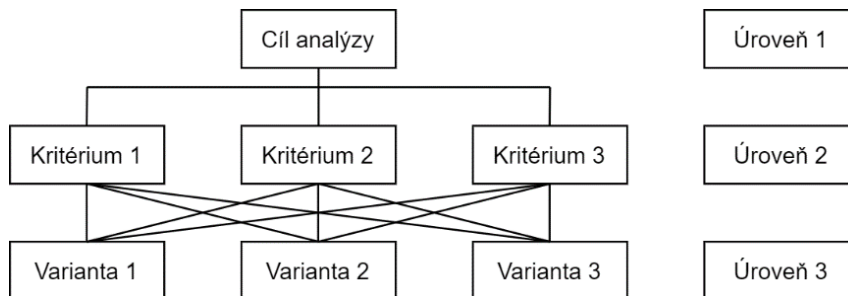 Cíl analýzy
Úroveň 1
Kritérium 1
Kritérium 2
Kritérium 3
Úroveň 2
Varianta 1
Varianta 2
Varianta 3
Úroveň 3